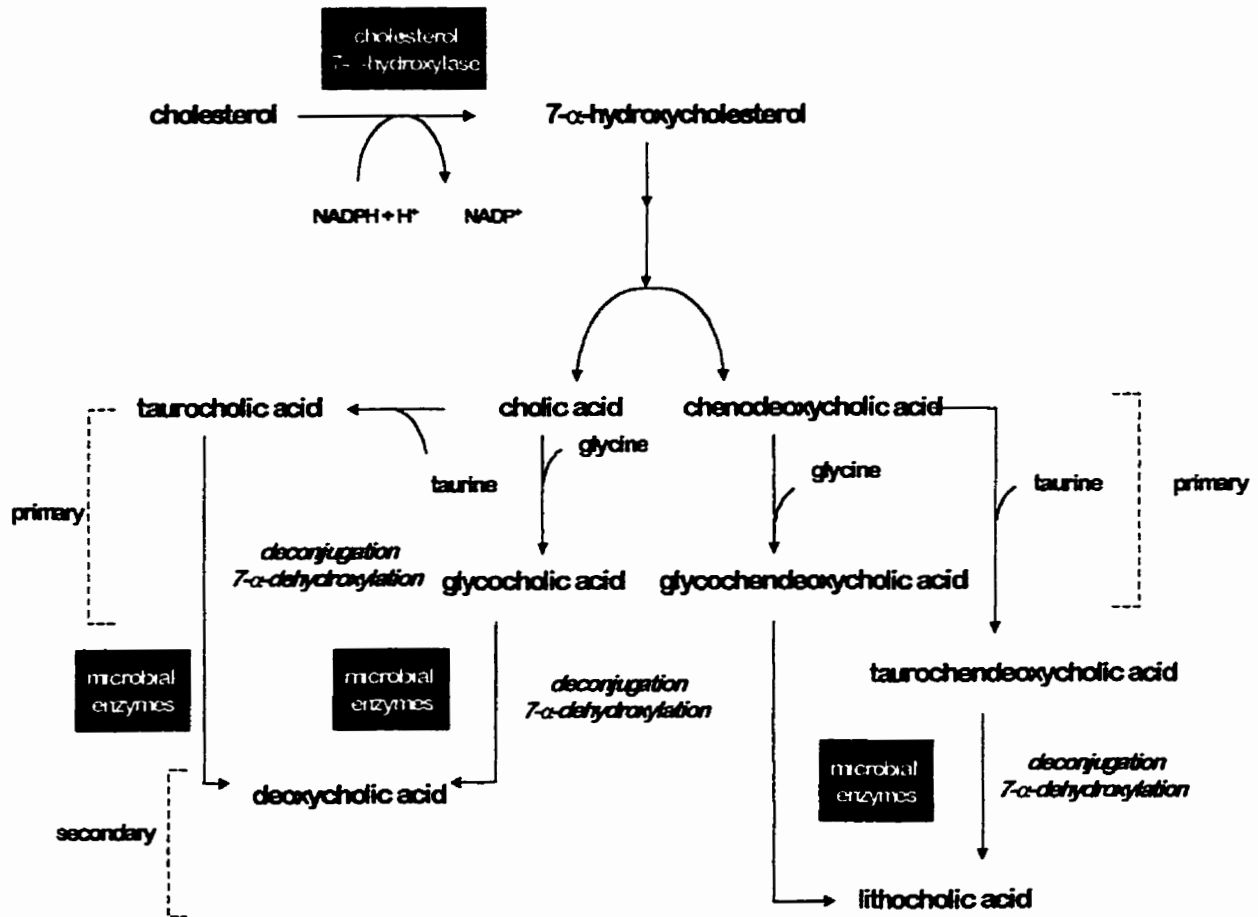 cholesterol
7-α-hydroxylase
cholesterol
7-α-hydroxycholesterol
NADPH + H⁺
NADP⁺
taurocholic acid
cholic acid
chenodeoxycholic acid
glycine
taurine
glycine
taurine
primary
primary
deconjugation
7-α-dehydroxylation
glycocholic acid
glycochendeoxycholic acid
microbial
enzymes
microbial
enzymes
deconjugation
7-α-dehydroxylation
taurochendeoxycholic acid
microbial
enzymes
deconjugation
7-α-dehydroxylation
deoxycholic acid
secondary
lithocholic acid